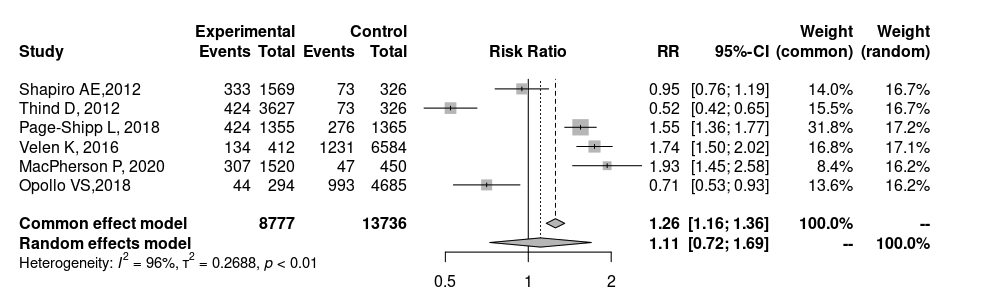 Experimental Control Weight Weight
Study Events Total Events Total Risk Ratio RR 95%-CI (common) (random)
Shapiro AE,2012 333 1569 73 326 0.95 [0.76; 1.19] 14.0% 16.7%
Thind D, 2012 424 3627 73 326 0.52 [0.42; 0.65] 15.5% 16.7%
Page-Shipp L, 2018 424 1355 276 1365 1.55 [1.36; 1.77] 31.8% 17.2%
Velen K, 2016 134 412 1231 6584 1.74 [1.50; 2.02] 16.8% 17.1%
MacPherson P, 2020 307 1520 47 450 1.93 [1.45; 2.58] 8.4% 16.2%
Opollo VS,2018 44 294 993 4685 0.71 [0.53; 0.93] 13.6% 16.2%
Common effect model 8777 13736 1.26 [1.16; 1.36] 100.0% --
Random effects model 1.11 [0.72; 1.69] -- 100.0%
Heterogeneity: I² = 96%, τ² = 0.2688, p < 0.01
0.5 1 2